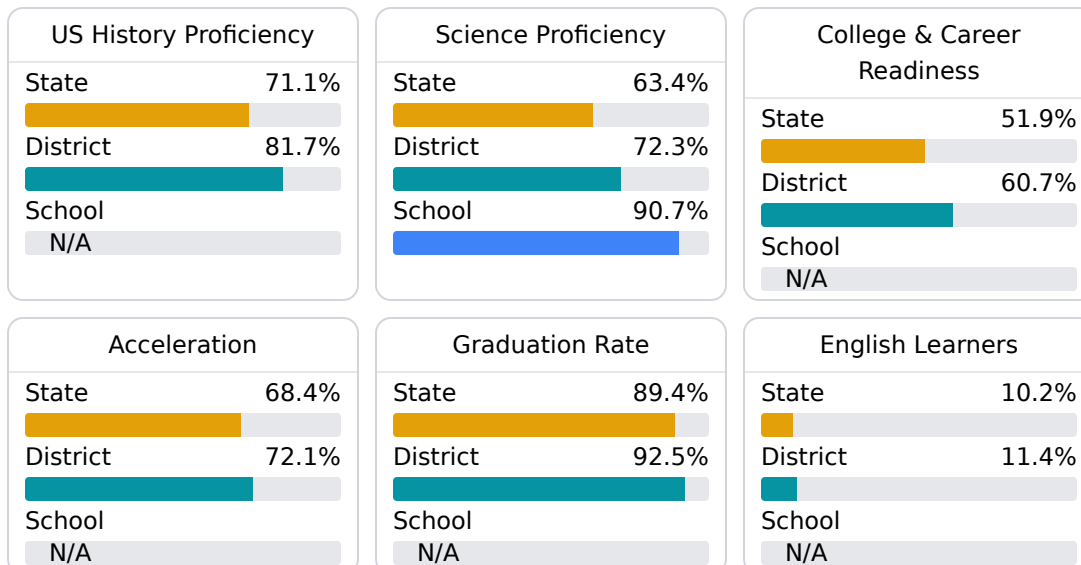 US History Proficiency
State 71.1%
District 81.7%
School
N/A
Science Proficiency
State 63.4%
District 72.3%
School 90.7%
College & Career
Readiness
State 51.9%
District 60.7%
School
N/A
Acceleration
State 68.4%
District 72.1%
School
N/A
Graduation Rate
State 89.4%
District 92.5%
School
N/A
English Learners
State 10.2%
District 11.4%
School
N/A